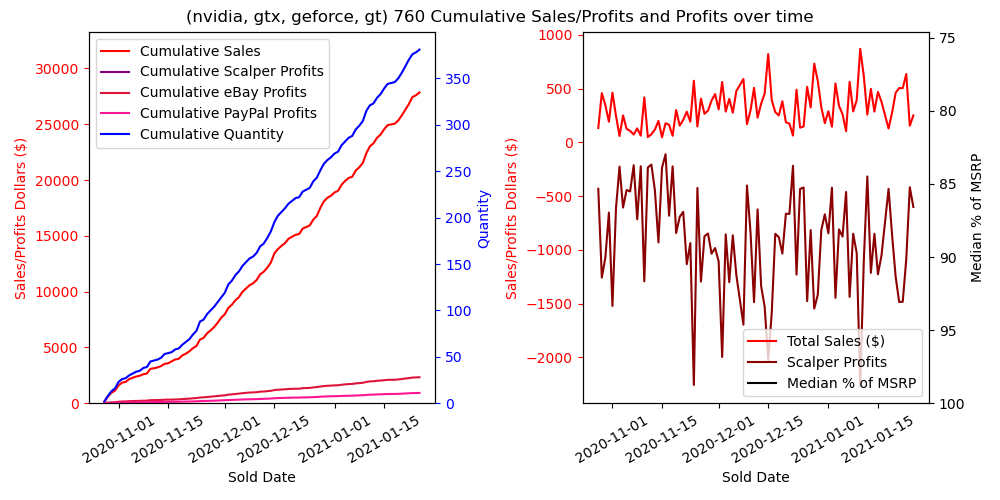 (nvidia, gtx, geforce, gt) 760 Cumulative Sales/Profits and Profits over time
Cumulative Sales
Cumulative Scalper Profits
Cumulative eBay Profits
Cumulative PayPal Profits
Cumulative Quantity
Sales/Profits Dollars ($)
30000
25000
20000
15000
10000
5000
0
350
300
250
200
150
100
50
0
Quantity
2020-11-01
2020-11-15
2020-12-01
2020-12-15
2021-01-01
2021-01-15
Sold Date
Sales/Profits Dollars ($)
1000
500
0
−500
−1000
−1500
−2000
75
80
85
90
95
100
Median % of MSRP
Total Sales ($)
Scalper Profits
Median % of MSRP
2020-11-01
2020-11-15
2020-12-01
2020-12-15
2021-01-01
2021-01-15
Sold Date